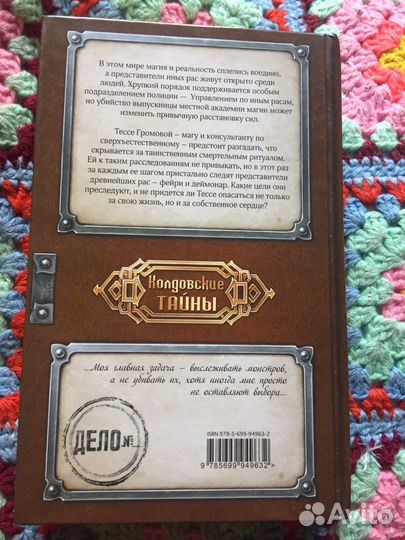 В этом мире магия и реальность сплелись воедино,
а представители иных рас живут открыто среди
людей. Хрупкий порядок поддерживается особым
подразделением полиции — Управлением по иным расам,
но убийство выпускницы местной академии магии может
изменить привычную расстановку сил.
Тессе Громовой – магу и консультанту по
сверхъестественному – предстоит разгадать, что
скрывается за таинственным смертельным ритуалом.
Ей к таким расследованиям не привыкать, но в этот раз
за каждым ее шагом пристально следят представители
древнейших рас – фейри и деймонар. Какие цели они
преследуют, и не придется ли Тессе опасаться не только
за свою жизнь, но и за собственное сердце?
Колдовские
ТАЙНЫ
...Моя главная задача – выслеживать монстров,
а не убивать их, хотя иногда мне просто
не оставляют выбора...
ДЕЛО №
ISBN 978-5-699-94963-2
9 785699 949632 >
Avito